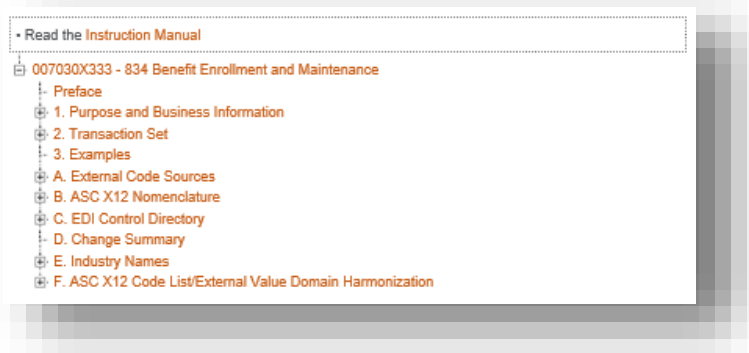 • Read the Instruction Manual
007030X333 - 834 Benefit Enrollment and Maintenance
Preface
1. Purpose and Business Information
2. Transaction Set
3. Examples
A. External Code Sources
B. ASC X12 Nomenclature
C. EDI Control Directory
D. Change Summary
E. Industry Names
F. ASC X12 Code List/External Value Domain Harmonization